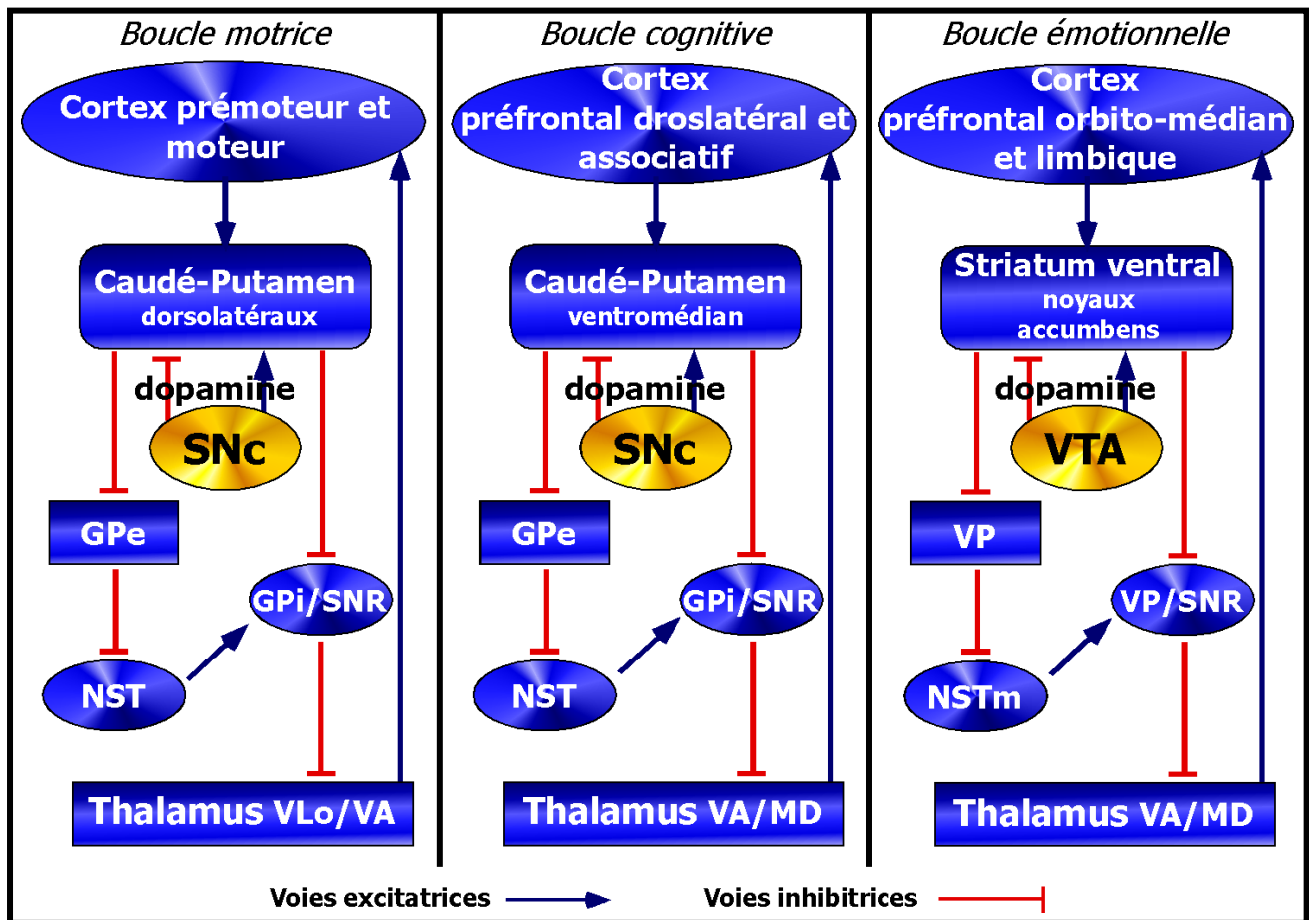 Boucle motrice
Cortex prémoteur et
moteur
Caudé-Putamen
dorsolatéraux
dopamine
SNc
GPe
GPi/SNR
NST
Thalamus VLo/VA
Boucle cognitive
Cortex
préfrontal droslatéral et
associatif
Caudé-Putamen
ventromédian
dopamine
SNc
GPe
GPi/SNR
NST
Thalamus VA/MD
Boucle émotionnelle
Cortex
préfrontal orbito-médian
et limbique
Striatum ventral
noyaux
accumbens
dopamine
VTA
VP
VP/SNR
NSTm
Thalamus VA/MD
Voies excitatrices
Voies inhibitrices